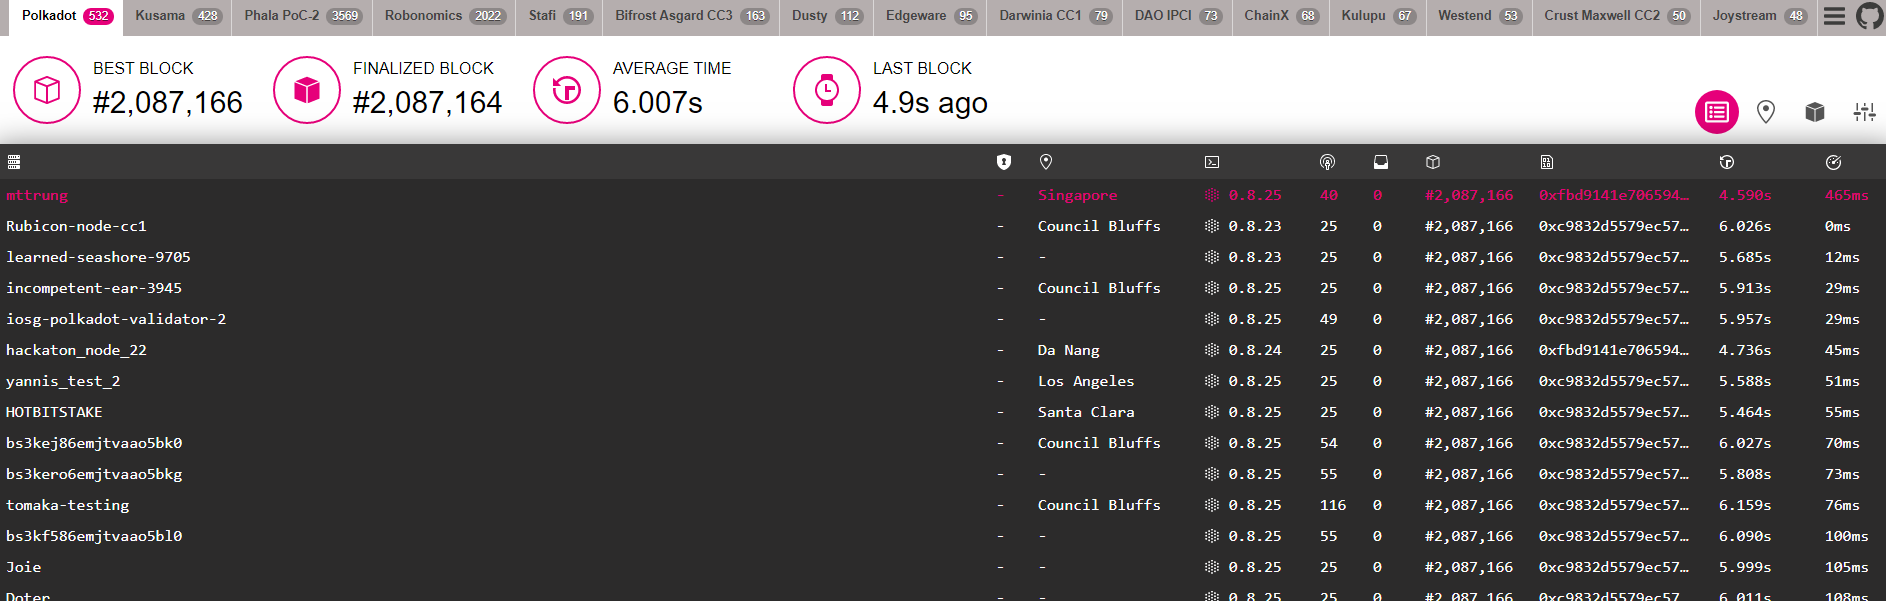 Polkadot 532 Kusama 428 Phala PoC-2 3569 Robonomics 2022 Stafi 191 Bifrost Asgard CC3 163 Dusty 112 Edgeware 95 Darwinia CC1 79 DAO IPCI 73 ChainX 68 Kulupu 67 Westend 53 Crust Maxwell CC2 50 Joystream 48
BEST BLOCK FINALIZED BLOCK AVERAGE TIME LAST BLOCK
#2,087,166 #2,087,164 6.007s 4.9s ago
mttrung - Singapore 0.8.25 40 0 #2,087,166 0xfbd9141e706594… 4.590s 465ms
Rubicon-node-cc1 - Council Bluffs 0.8.23 25 0 #2,087,166 0xc9832d5579ec57… 6.026s 0ms
learned-seashore-9705 - - 0.8.23 25 0 #2,087,166 0xc9832d5579ec57… 5.685s 12ms
incompetent-ear-3945 - Council Bluffs 0.8.25 25 0 #2,087,166 0xc9832d5579ec57… 5.913s 29ms
iosg-polkadot-validator-2 - - 0.8.25 49 0 #2,087,166 0xc9832d5579ec57… 5.957s 29ms
hackaton_node_22 - Da Nang 0.8.24 25 0 #2,087,166 0xfbd9141e706594… 4.736s 45ms
yannis_test_2 - Los Angeles 0.8.25 25 0 #2,087,166 0xc9832d5579ec57… 5.588s 51ms
HOTBITSTAKE - Santa Clara 0.8.25 25 0 #2,087,166 0xc9832d5579ec57… 5.464s 55ms
bs3kej86emjtvaao5bk0 - Council Bluffs 0.8.25 54 0 #2,087,166 0xc9832d5579ec57… 6.027s 70ms
bs3kero6emjtvaao5bkg - - 0.8.25 55 0 #2,087,166 0xc9832d5579ec57… 5.808s 73ms
tomaka-testing - Council Bluffs 0.8.25 116 0 #2,087,166 0xc9832d5579ec57… 6.159s 76ms
bs3kf586emjtvaao5bl0 - - 0.8.25 55 0 #2,087,166 0xc9832d5579ec57… 6.090s 100ms
Joie - - 0.8.25 25 0 #2,087,166 0xc9832d5579ec57… 5.999s 105ms
Doter - - 0.8.25 25 0 #2,087,166 0xc9832d5579ec57… 6.011s 108ms